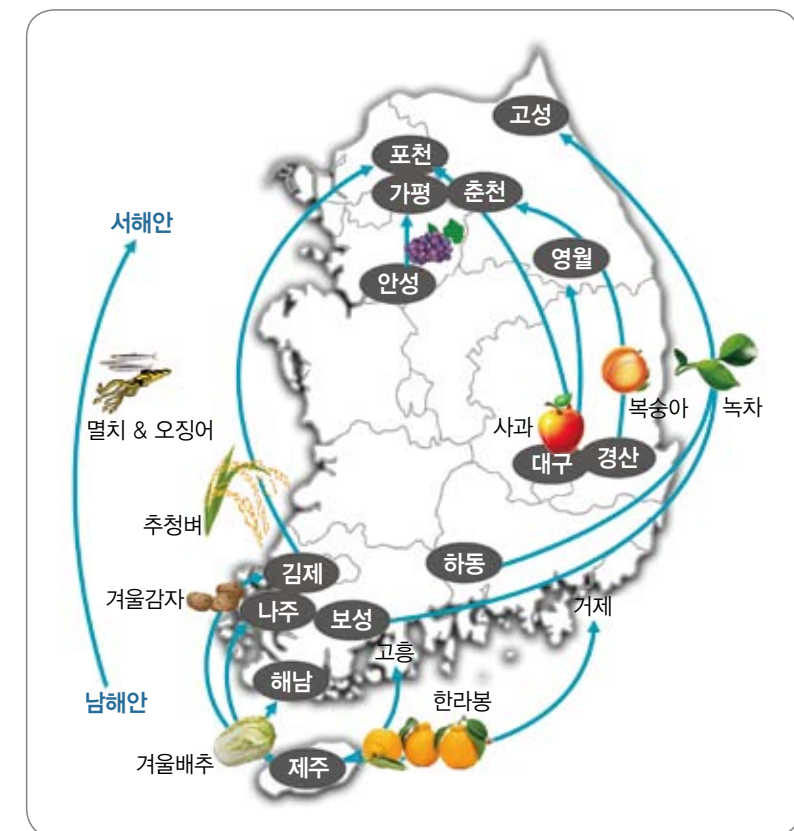 고성
포천
가평
춘천
서해안
영월
안성
멸치 & 오징어
사과
복숭아
녹차
대구
경산
추청벼
김제
하동
겨울감자
나주
보성
거제
고흥
해남
남해안
한라봉
겨울배추
제주